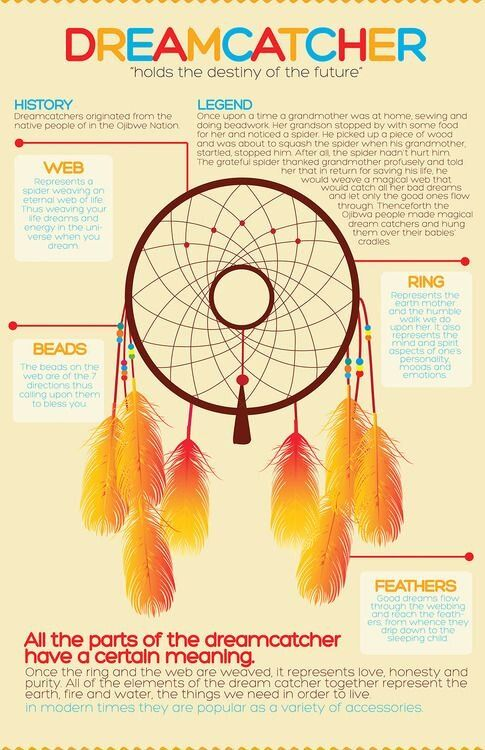 DREAMCATCHER
"holds the destiny of the future"
HISTORY
Dreamcatchers originated from the
native people of in the Ojibwe Nation.
LEGEND
Once upon a time a grandmother was at home, sewing and
doing beadwork. Her grandson stopped by with some food
for her and noticed a spider. He picked up a piece of wood
and was about to squash the spider when his grandmother,
startled, stopped him. After all, the spider hadn't hurt him.
The grateful spider thanked grandmother profusely and told
her that in return for saving his life, he
would weave a magical web that
would catch all her bad dreams
and let only the good ones flow
through. Thenceforth the
Ojibwa people made magical
dream catchers and hung
them over their babies'
cradles.
WEB
Represents a
spider weaving an
eternal web of life.
Thus weaving your
life dreams and
energy in the uni-
verse when you
dream.
RING
Represents the
earth mother
and the humble
walk we do
upon her. It also
represents the
mind and spirit
aspects of one's
personality,
moods and
emotions.
BEADS
The beads on the
web are of the 7
directions thus
calling upon them
to bless you.
FEATHERS
Good dreams flow
through the webbing
and reach the feath-
ers, from whence they
drip down to the
sleeping child
All the parts of the dreamcatcher
have a certain meaning.
Once the ring and the web are weaved, it represents love, honesty and
purity. All of the elements of the dream catcher together represent the
earth, fire and water, the things we need in order to live.
in modern times they are popular as a variety of accessories.